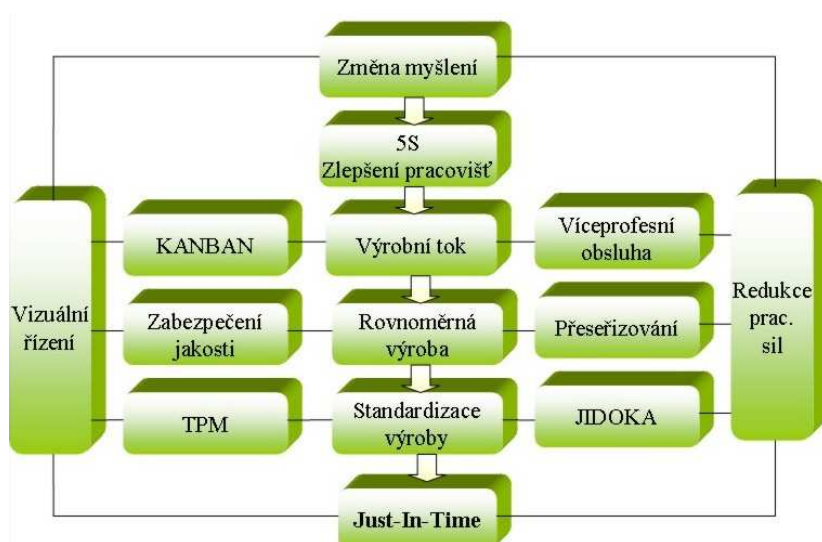 Změna myšlení
5S
Zlepšení pracovišť
KANBAN
Výrobní tok
Víceprofesní
obsluha
Vizuální
řízení
Zabezpečení
jakosti
Rovnoměrná
výroba
Přeseřizování
Redukce
prac.
sil
TPM
Standardizace
výroby
JIDOKA
Just-In-Time